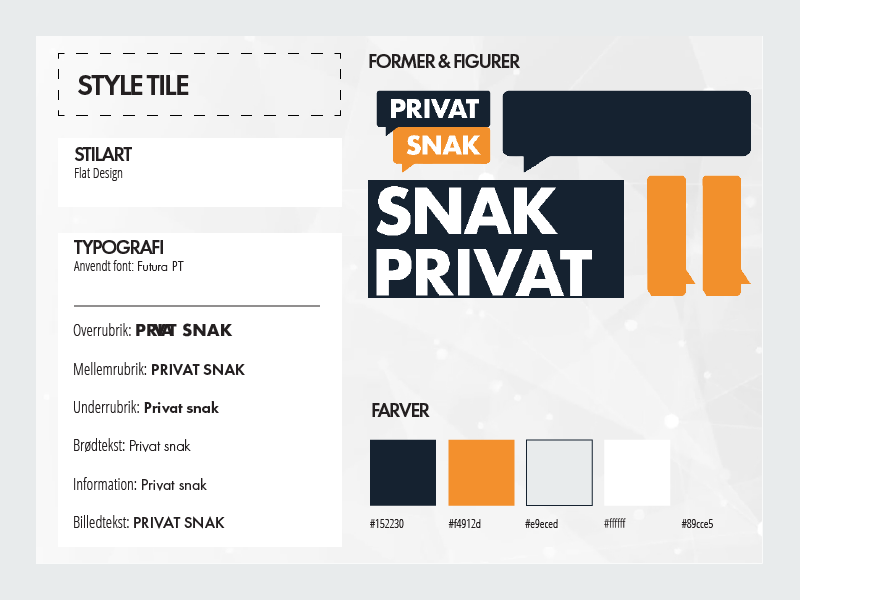 STYLE TILE
STILART
Flat Design
TYPOGRAFI
Anvendt font: Futura PT
Overrubrik: PRIVAT SNAK
Mellemrubrik: PRIVAT SNAK
Underrubrik: Privat snak
Brødtekst: Privat snak
Information: Privat snak
Billedtekst: PRIVAT SNAK
FORMER & FIGURER
PRIVAT
SNAK
SNAK
PRIVAT
FARVER
#152230 #f4912d #e9eced #ffffff #89cce5